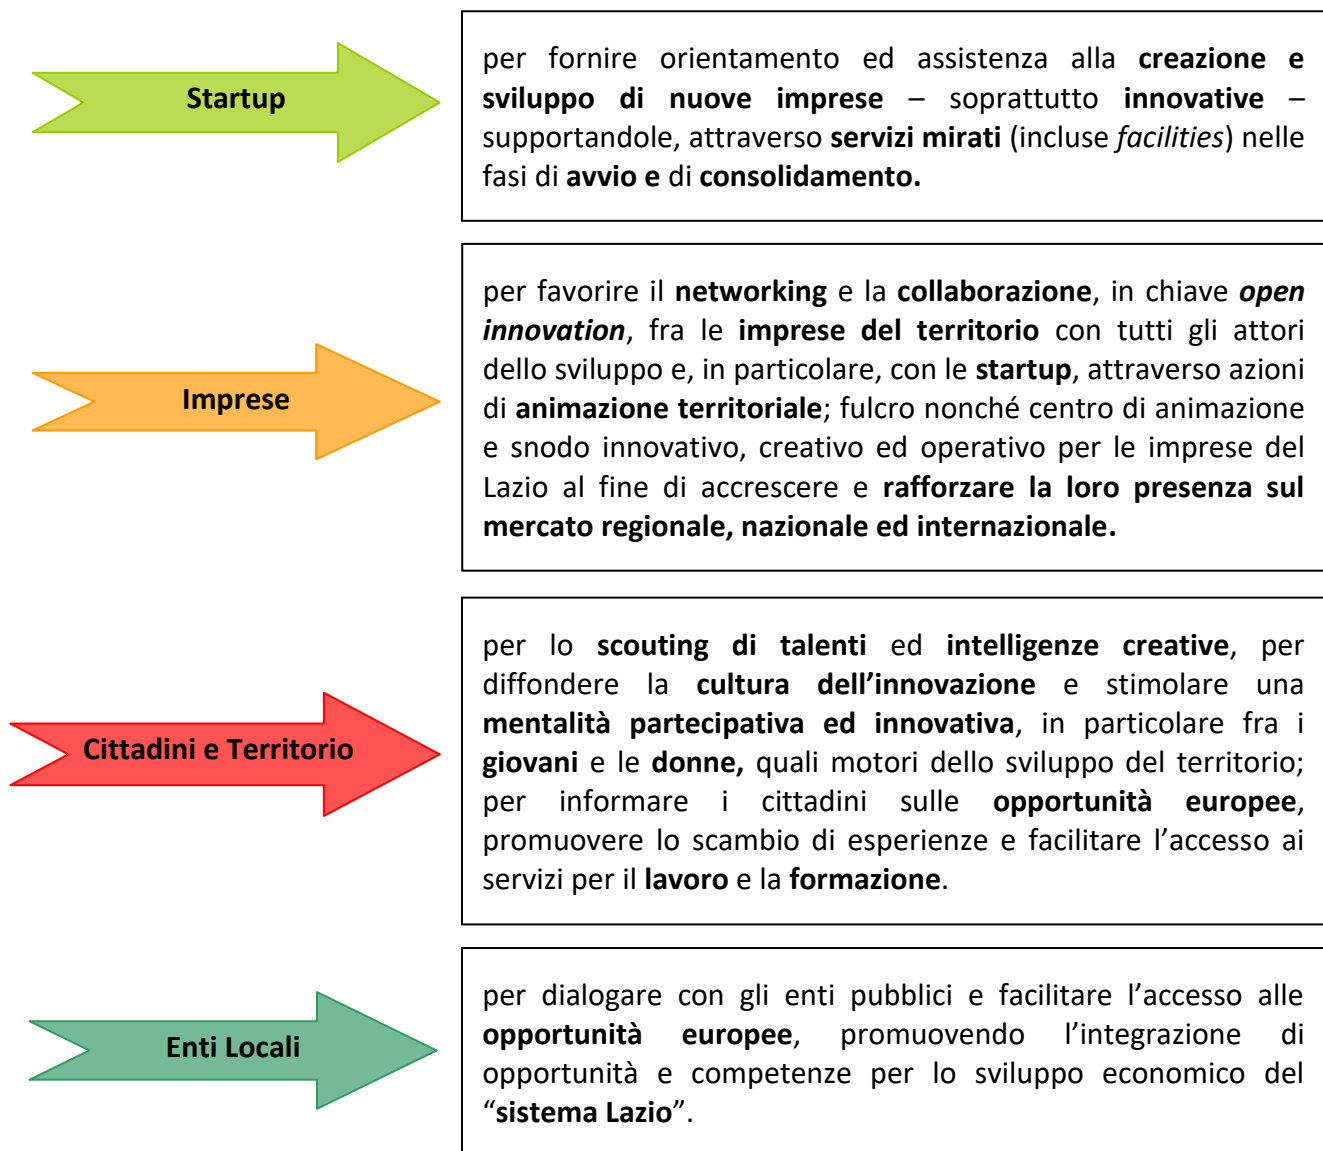 Startup
per fornire orientamento ed assistenza alla creazione e
sviluppo di nuove imprese – soprattutto innovative –
supportandole, attraverso servizi mirati (incluse facilities) nelle
fasi di avvio e di consolidamento.
Imprese
per favorire il networking e la collaborazione, in chiave open
innovation, fra le imprese del territorio con tutti gli attori
dello sviluppo e, in particolare, con le startup, attraverso azioni
di animazione territoriale; fulcro nonché centro di animazione
e snodo innovativo, creativo ed operativo per le imprese del
Lazio al fine di accrescere e rafforzare la loro presenza sul
mercato regionale, nazionale ed internazionale.
Cittadini e Territorio
per lo scouting di talenti ed intelligenze creative, per
diffondere la cultura dell’innovazione e stimolare una
mentalità partecipativa ed innovativa, in particolare fra i
giovani e le donne, quali motori dello sviluppo del territorio;
per informare i cittadini sulle opportunità europee,
promuovere lo scambio di esperienze e facilitare l’accesso ai
servizi per il lavoro e la formazione.
Enti Locali
per dialogare con gli enti pubblici e facilitare l’accesso alle
opportunità europee, promuovendo l’integrazione di
opportunità e competenze per lo sviluppo economico del
“sistema Lazio”.